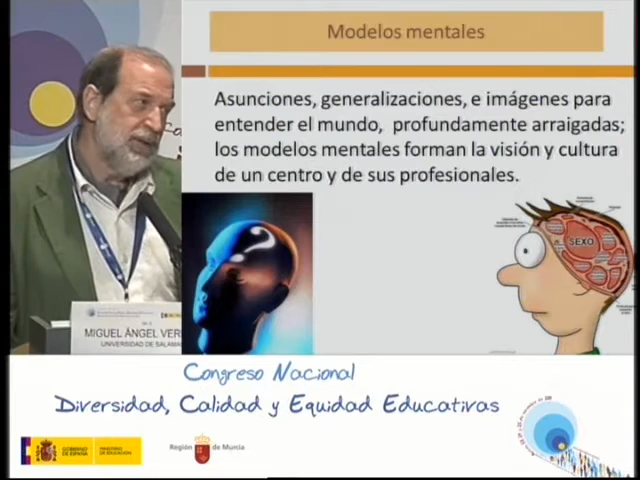 Modelos mentales
Asunciones, generalizaciones, e imágenes para
entender el mundo, profundamente arraigadas;
los modelos mentales forman la visión y cultura
de un centro y de sus profesionales.
SEXO
MIGUEL ÁNGEL VER
UNIVERSIDAD DE SALAMA
Congreso Nacional
Diversidad, Calidad y Equidad Educativas
GOBIERNO
DE ESPAÑA
MINISTERIO
DE EDUCACIÓN
Región de Murcia